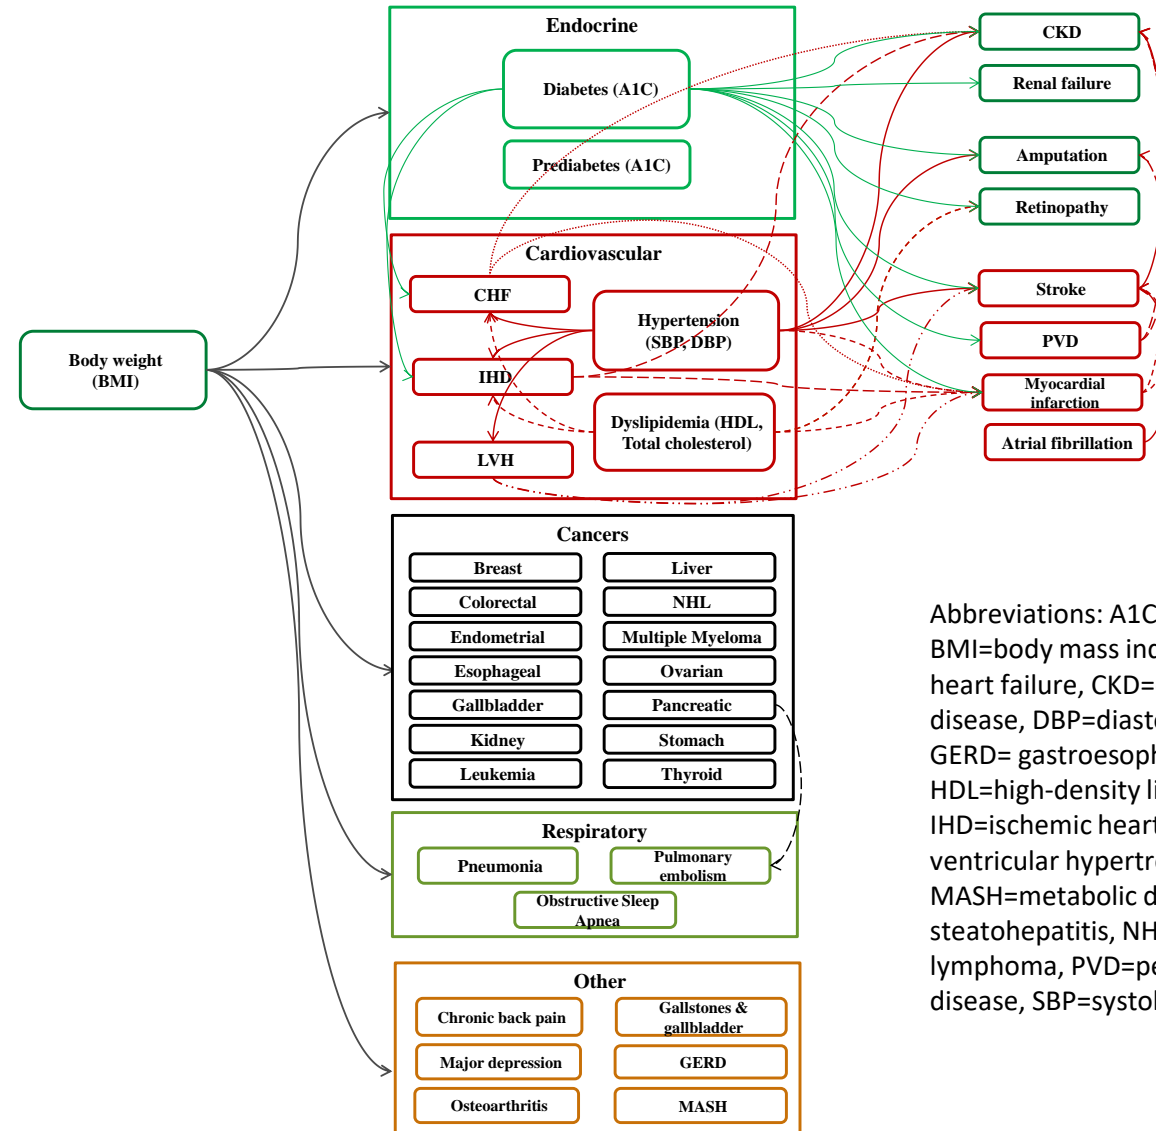 Body weight
(BMI)
Endocrine
Diabetes (A1C)
Prediabetes (A1C)
Cardiovascular
CHF
IHD
LVH
Hypertension
(SBP, DBP)
Dyslipidemia (HDL,
Total cholesterol)
Cancers
Breast
Colorectal
Endometrial
Esophageal
Gallbladder
Kidney
Leukemia
Liver
NHL
Multiple Myeloma
Ovarian
Pancreatic
Stomach
Thyroid
Respiratory
Pneumonia
Pulmonary
embolism
Obstructive Sleep
Apnea
Other
Chronic back pain
Major depression
Osteoarthritis
Gallstones &
gallbladder
GERD
MASH
CKD
Renal failure
Amputation
Retinopathy
Stroke
PVD
Myocardial
infarction
Atrial fibrillation
Abbreviations: A1C
BMI=body mass ind
heart failure, CKD=
disease, DBP=diast
GERD= gastroesoph
HDL=high-density li
IHD=ischemic heart
ventricular hypertr
MASH=metabolic d
steatohepatitis, NH
lymphoma, PVD=pe
disease, SBP=systol